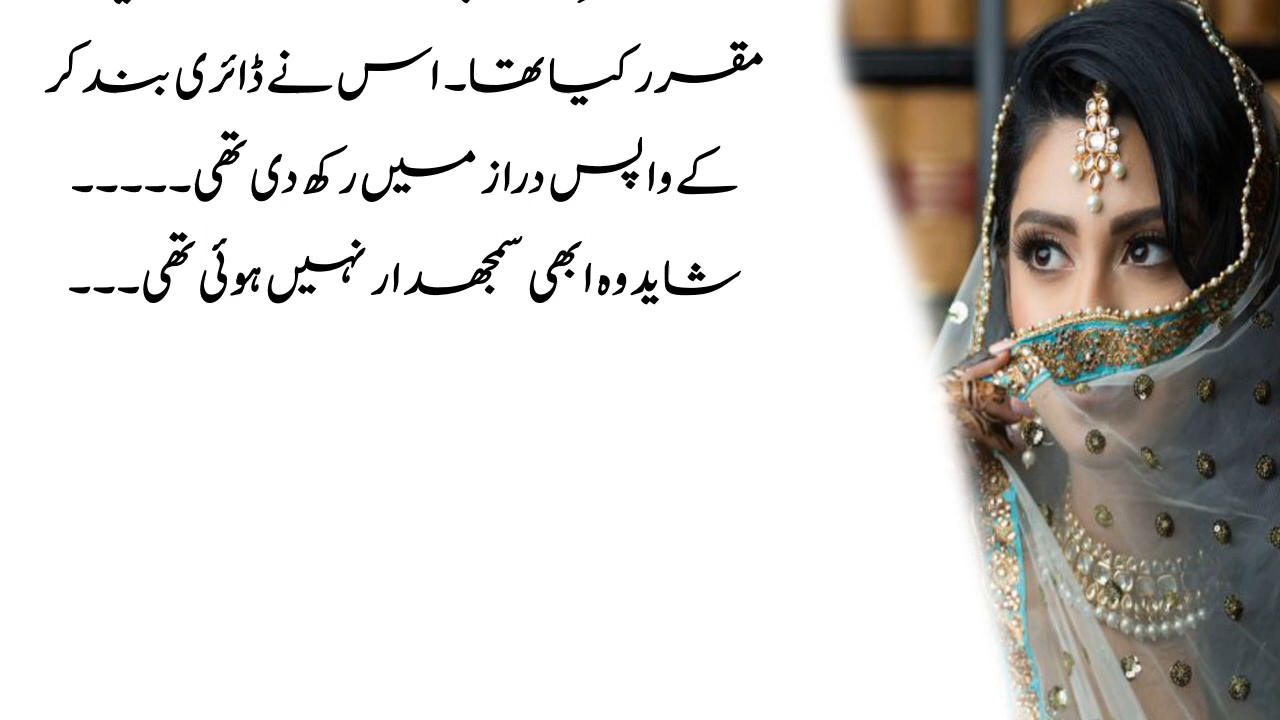 مقرر کیا تھا۔ اس نے ڈائری بند کر
کے واپس دراز میں رکھ دی تھی۔۔۔۔۔
شاید وہ ابھی سمجھدار نہیں ہوئی تھی۔۔۔